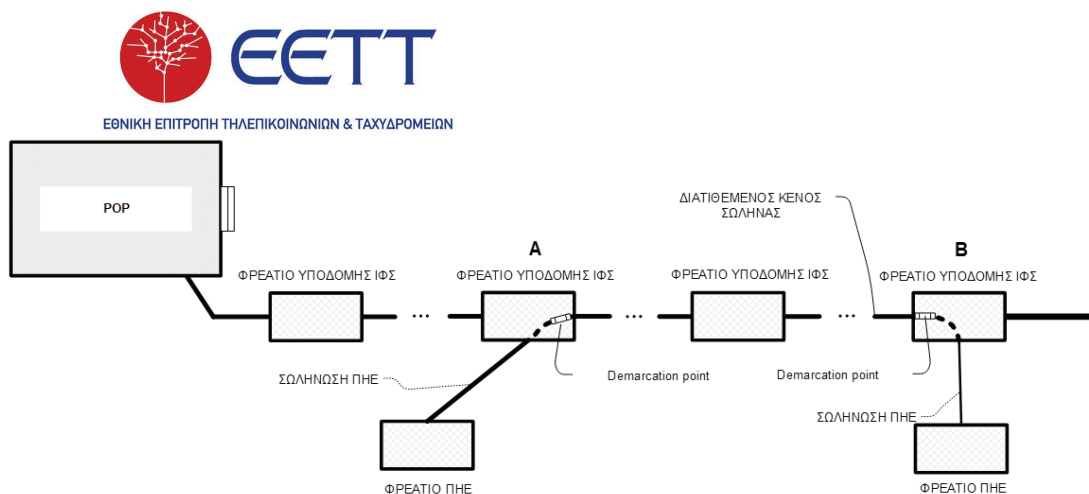 ΕΕΤΤ
ΕΘΝΙΚΗ ΕΠΙΤΡΟΠΗ ΤΗΛΕΠΙΚΟΙΝΩΝΙΩΝ & ΤΑΧΥΔΡΟΜΕΙΩΝ
POP
ΔΙΑΤΙΘΕΜΕΝΟΣ ΚΕΝΟΣ
ΣΩΛΗΝΑΣ
A
B
ΦΡΕΑΤΙΟ ΥΠΟΔΟΜΗΣ ΙΦΣ
ΦΡΕΑΤΙΟ ΥΠΟΔΟΜΗΣ ΙΦΣ
ΦΡΕΑΤΙΟ ΥΠΟΔΟΜΗΣ ΙΦΣ
ΦΡΕΑΤΙΟ ΥΠΟΔΟΜΗΣ ΙΦΣ
...
...
...
ΣΩΛΗΝΩΣΗ ΠΗΕ
Demarcation point
Demarcation point
ΣΩΛΗΝΩΣΗ ΠΗΕ
ΦΡΕΑΤΙΟ ΠΗΕ
ΦΡΕΑΤΙΟ ΠΗΕ